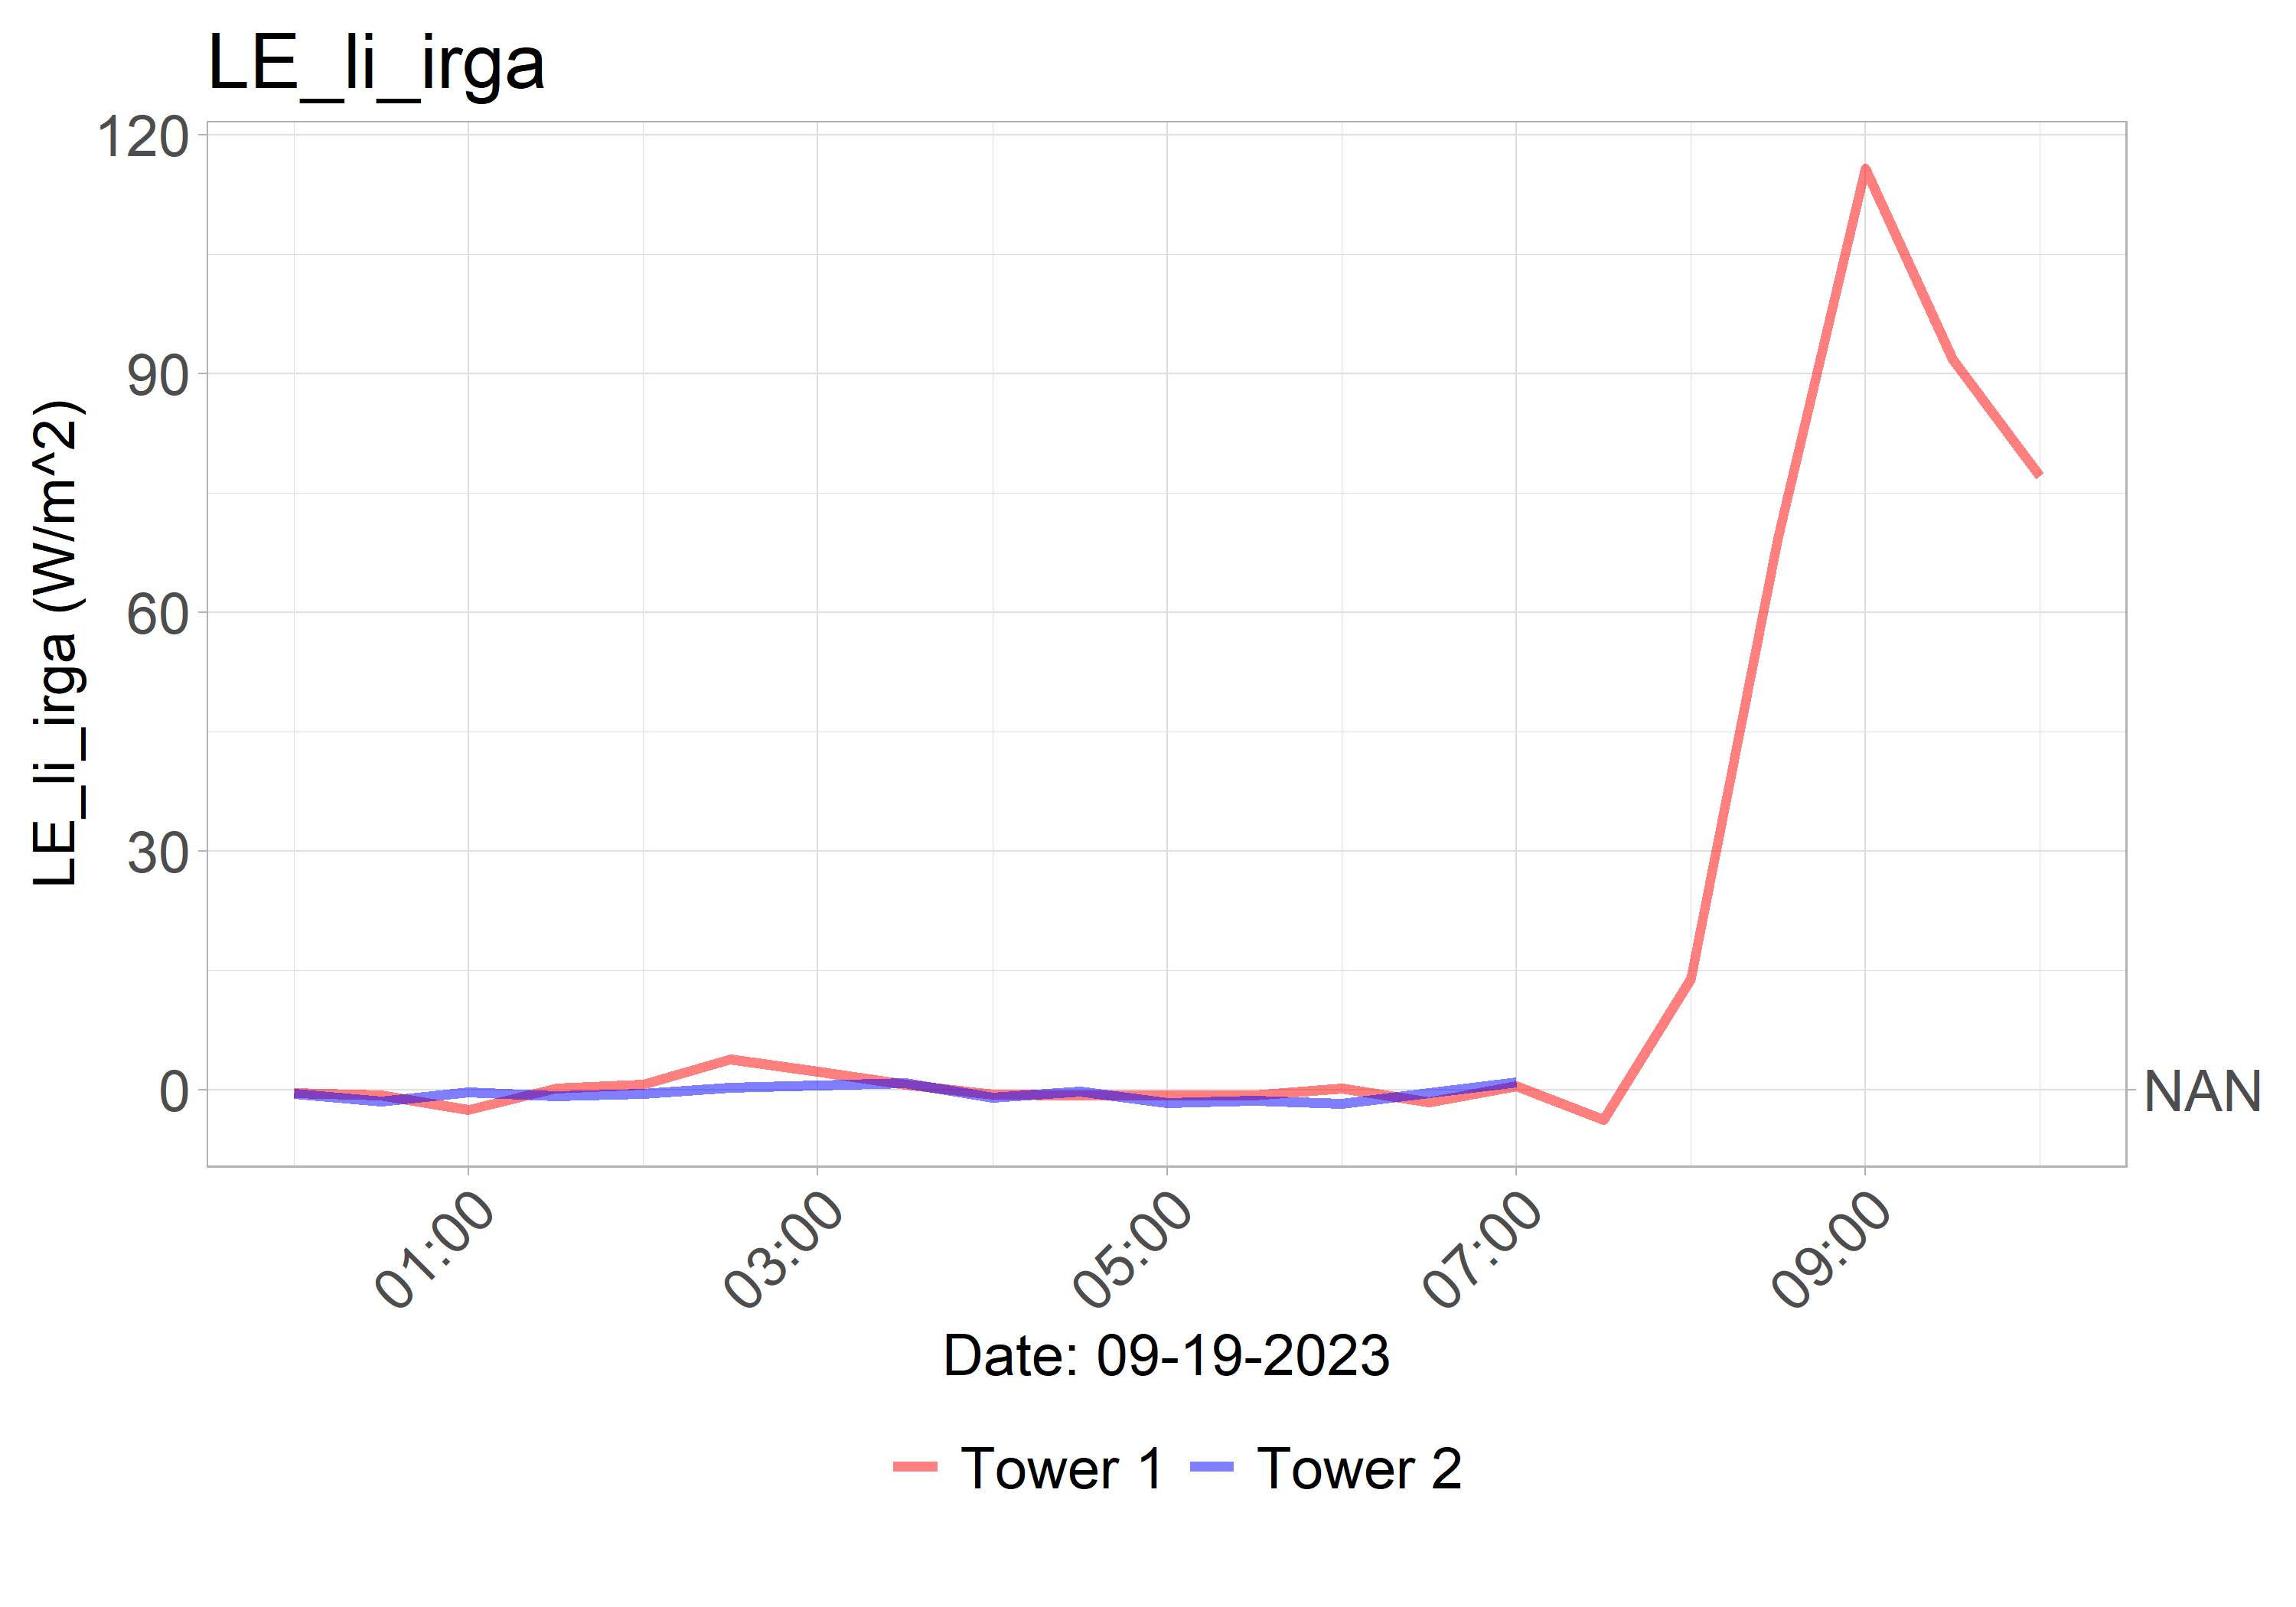 LE_li_irga
120
90
60
30
0
NAN
LE_li_irga (W/m^2)
01:00
03:00
05:00
07:00
09:00
Date: 09-19-2023
Tower 1 Tower 2